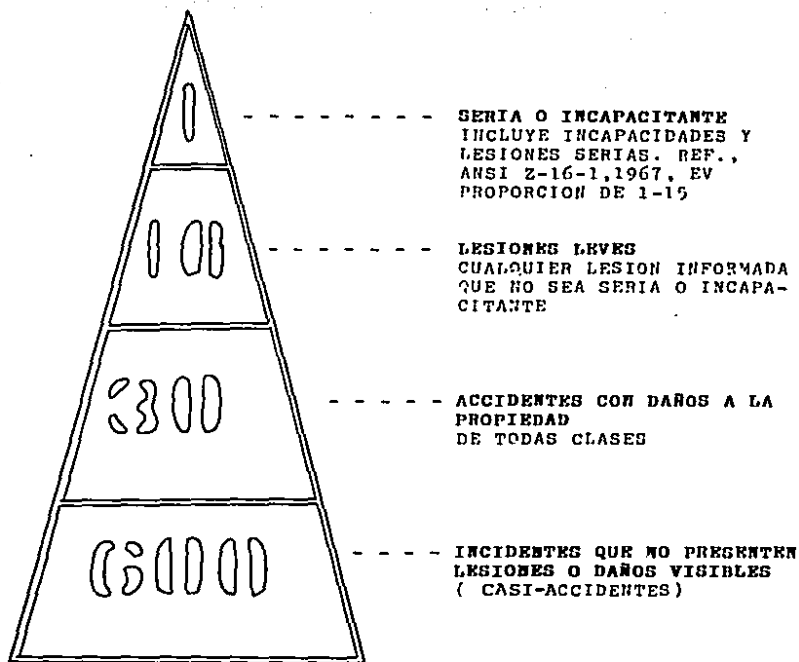 1
SERIA O INCAPACITANTE
INCLUYE INCAPACIDADES Y
LESIONES SERIAS. REF.,
ANSI Z-16-1,1967, EV
PROPORCION DE 1-15
10
LESIONES LEVES
CUALQUIER LESION INFORMADA
QUE NO SEA SERIA O INCAPA-
CITANTE
30
ACCIDENTES CON DAÑOS A LA
PROPIEDAD
DE TODAS CLASES
600
INCIDENTES QUE NO PRESENTEN
LESIONES O DAÑOS VISIBLES
( CASI-ACCIDENTES)